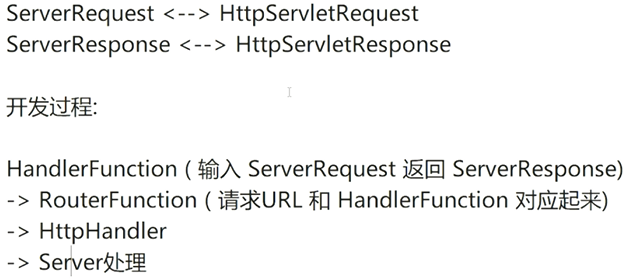 ServerRequest <--> HttpServletRequest
ServerResponse <--> HttpServletResponse
开发过程:
HandlerFunction ( 输入 ServerRequest 返回 ServerResponse)
-> RouterFunction ( 请求URL 和 HandlerFunction 对应起来)
-> HttpHandler
-> Server处理